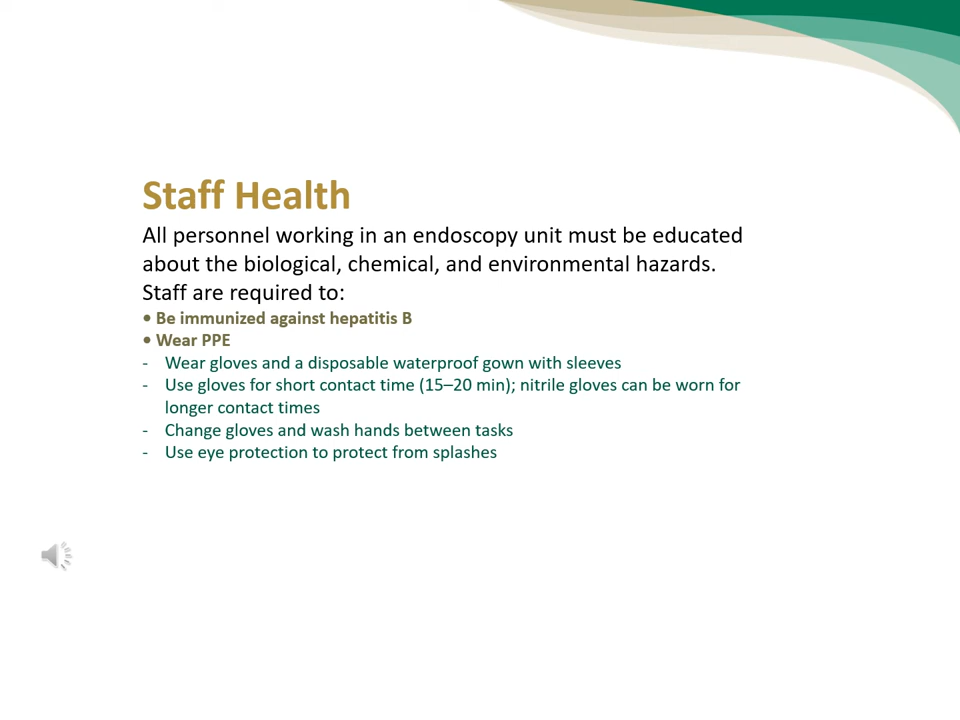 Staff Health
All personnel working in an endoscopy unit must be educated
about the biological, chemical, and environmental hazards.
Staff are required to:
• Be immunized against hepatitis B
• Wear PPE
- Wear gloves and a disposable waterproof gown with sleeves
- Use gloves for short contact time (15–20 min); nitrile gloves can be worn for
longer contact times
- Change gloves and wash hands between tasks
- Use eye protection to protect from splashes